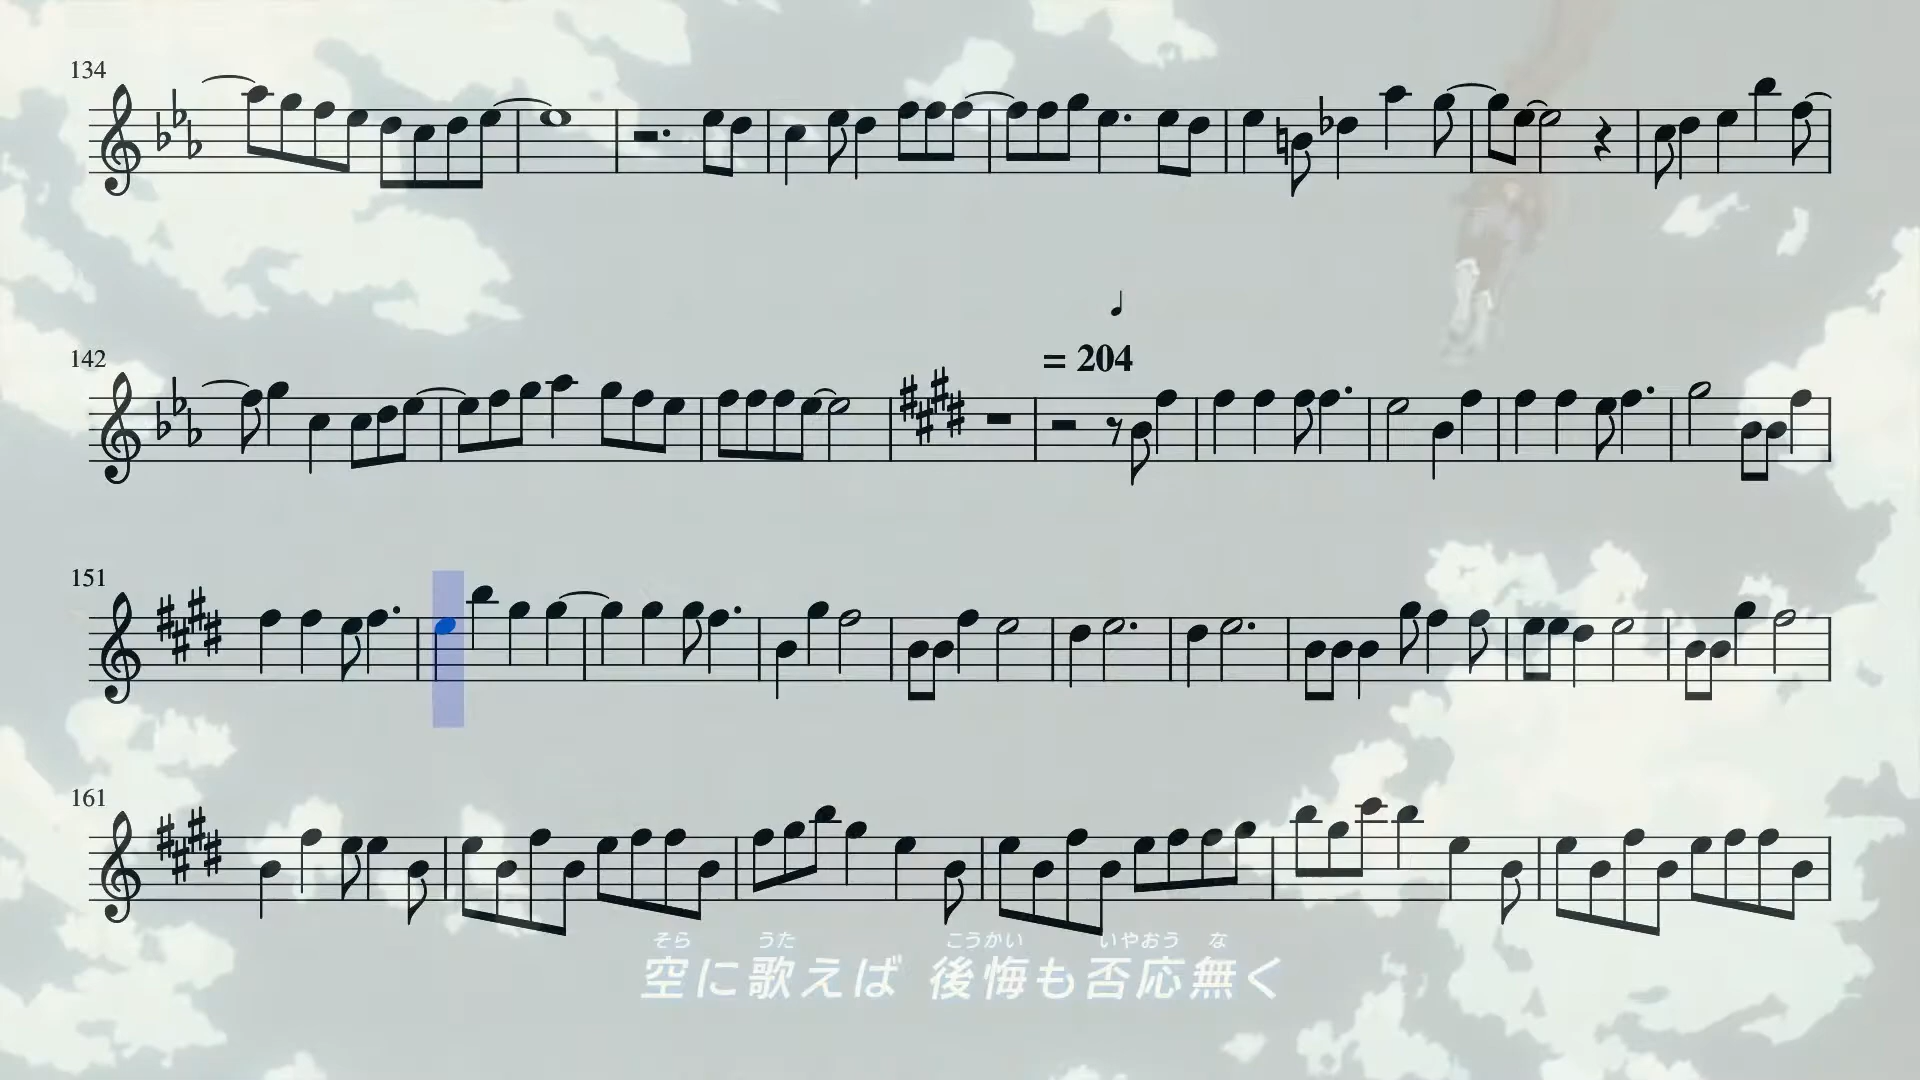 134
142
= 204
151
161
そら うた こうかい いやおう な
空に歌えば 後悔も否応無く